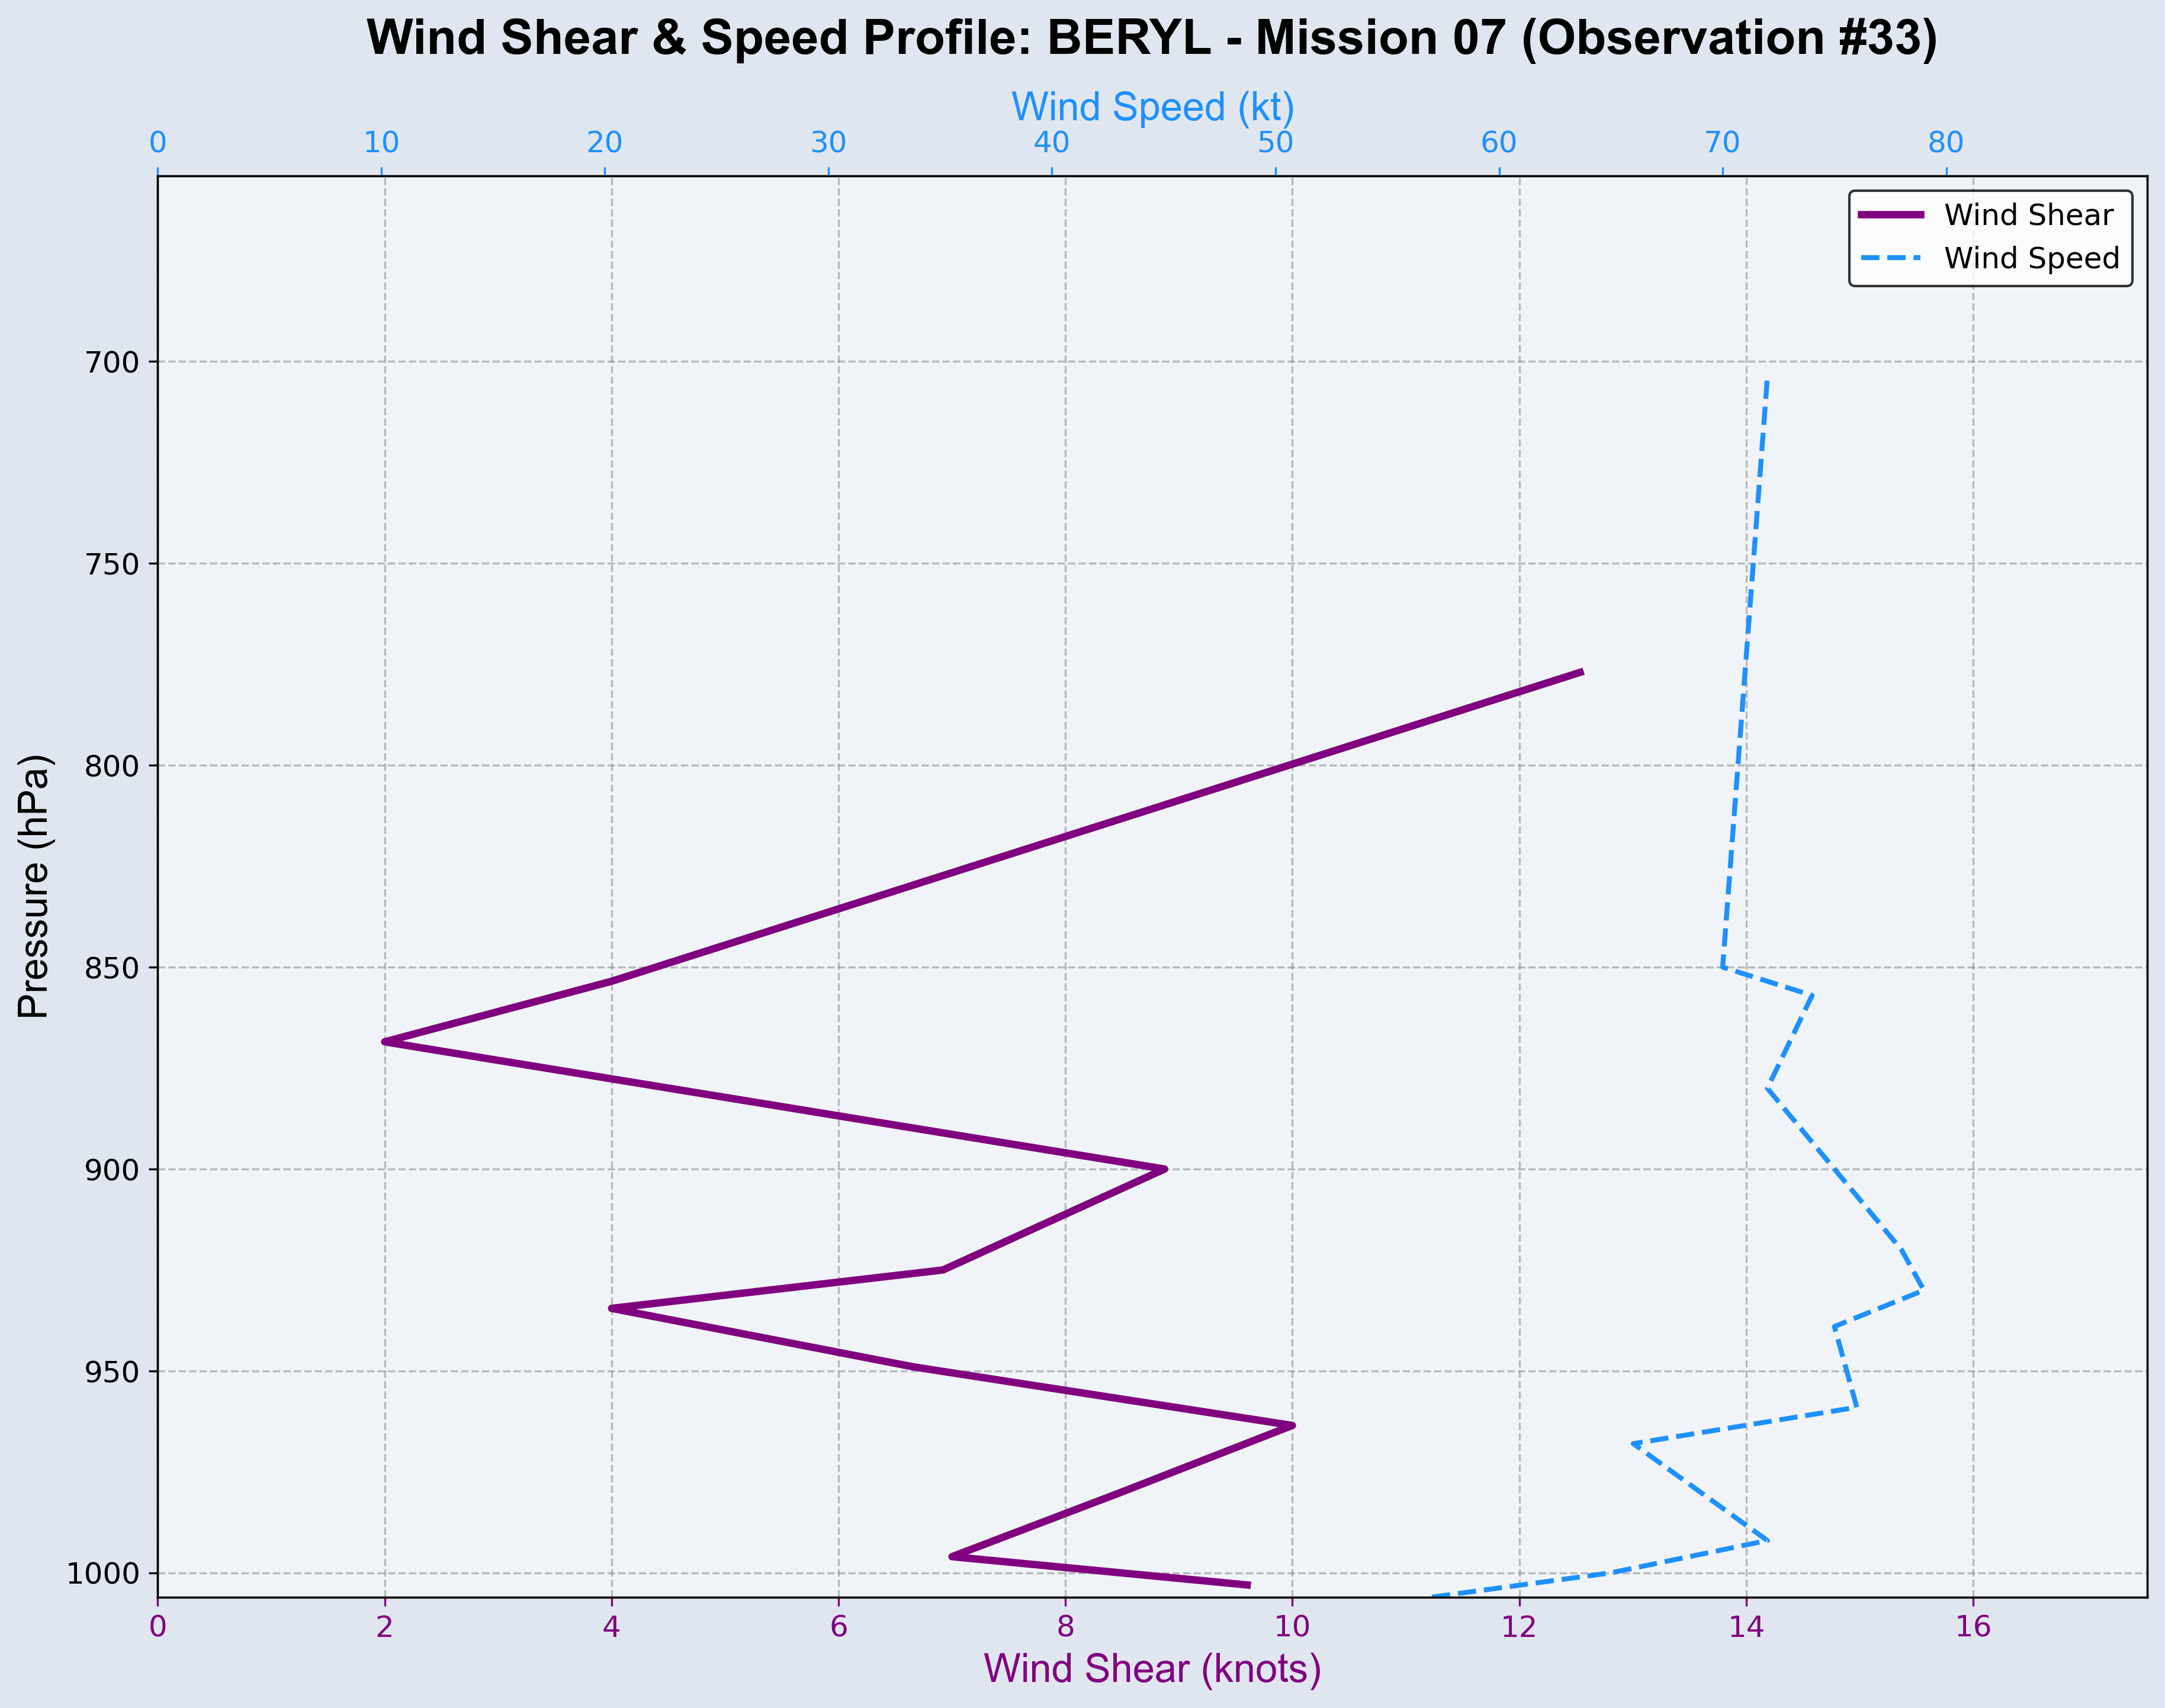 Wind Shear & Speed Profile: BERYL - Mission 07 (Observation #33)
Wind Speed (kt)
0 10 20 30 40 50 60 70 80
Wind Shear
Wind Speed
Pressure (hPa)
700
750
800
850
900
950
1000
0 2 4 6 8 10 12 14 16
Wind Shear (knots)